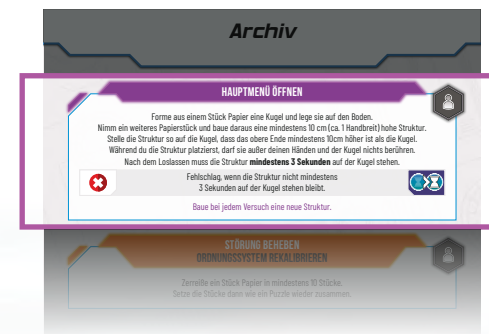 Archiv
HAUPTMENÜ ÖFFNEN
Forme aus einem Stück Papier eine Kugel und lege sie auf den Boden.
Nimm ein weiteres Papierstück und baue daraus eine mindestens 10 cm (ca. 1 Handbreit) hohe Struktur.
Stelle die Struktur so auf die Kugel, dass das obere Ende mindestens 10cm höher ist als die Kugel.
Während du die Struktur platzierst, darf sie außer deinen Händen und der Kugel nichts berühren.
Nach dem Loslassen muss die Struktur mindestens 3 Sekunden auf der Kugel stehen.
Fehlschlag, wenn die Struktur nicht mindestens
3 Sekunden auf der Kugel stehen bleibt.
Baue bei jedem Versuch eine neue Struktur.
STÖRUNG BEHEBEN
ORDNUNGSSYSTEM REKALIBRIEREN
Zerreiße ein Stück Papier in mindestens 10 Stücke.
Setze die Stücke dann wie ein Puzzle wieder zusammen.